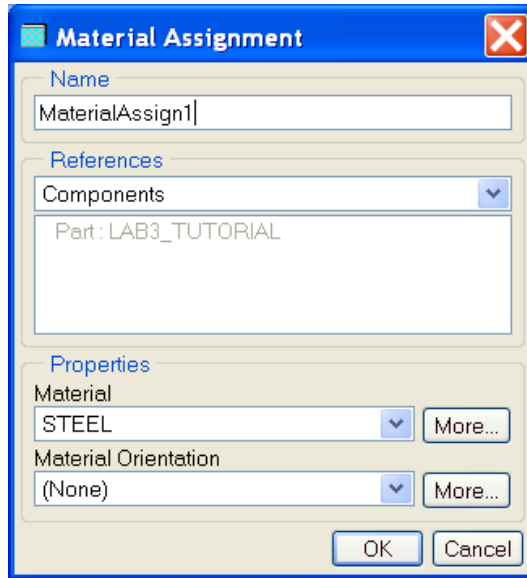 Material Assignment
Name
MaterialAssign1
References
Components
Part : LAB3_TUTORIAL
Properties
Material
STEEL
More...
Material Orientation
(None)
More...
OK
Cancel